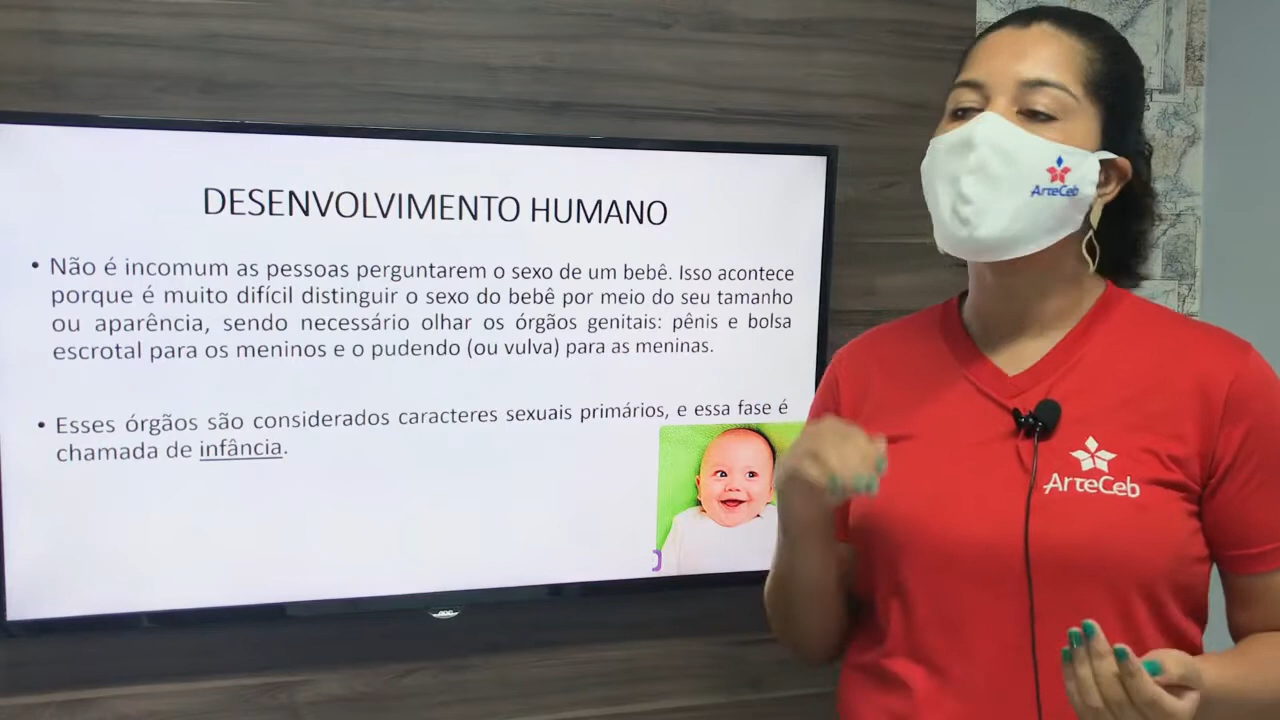 DESENVOLVIMENTO HUMANO
• Não é incomum as pessoas perguntarem o sexo de um bebê. Isso acontece
porque é muito difícil distinguir o sexo do bebê por meio do seu tamanho
ou aparência, sendo necessário olhar os órgãos genitais: pênis e bolsa
escrotal para os meninos e o pudendo (ou vulva) para as meninas.
• Esses órgãos são considerados caracteres sexuais primários, e essa fase é
chamada de infância.
AOC
ArteCeb
ArteCeb